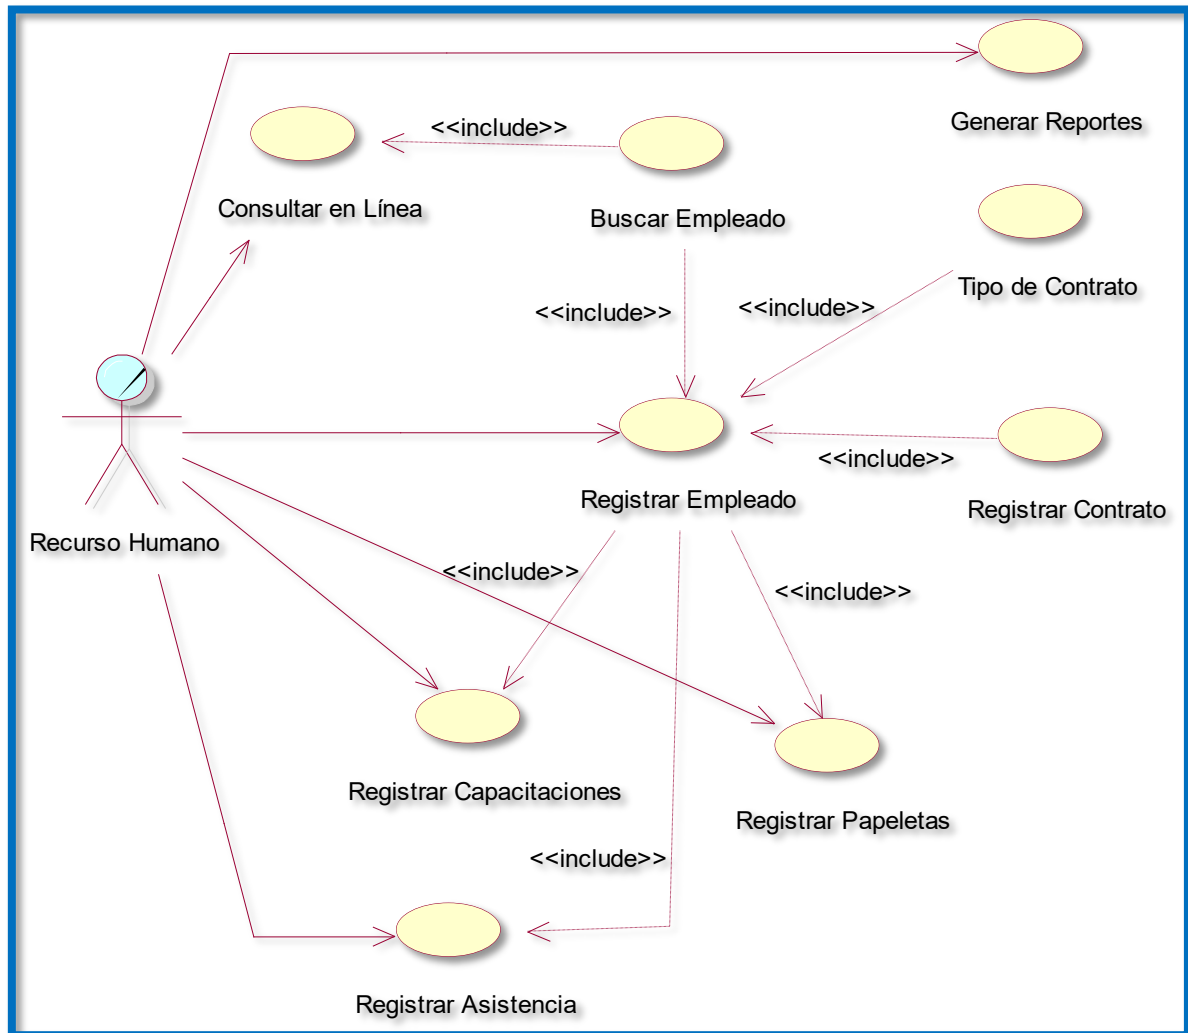 Generar Reportes
<<include>>
Consultar en Línea
Buscar Empleado
Tipo de Contrato
<<include>>
<<include>>
<<include>>
Registrar Empleado
Registrar Contrato
Recurso Humano
<<include>>
<<include>>
Registrar Capacitaciones
Registrar Papeletas
<<include>>
Registrar Asistencia